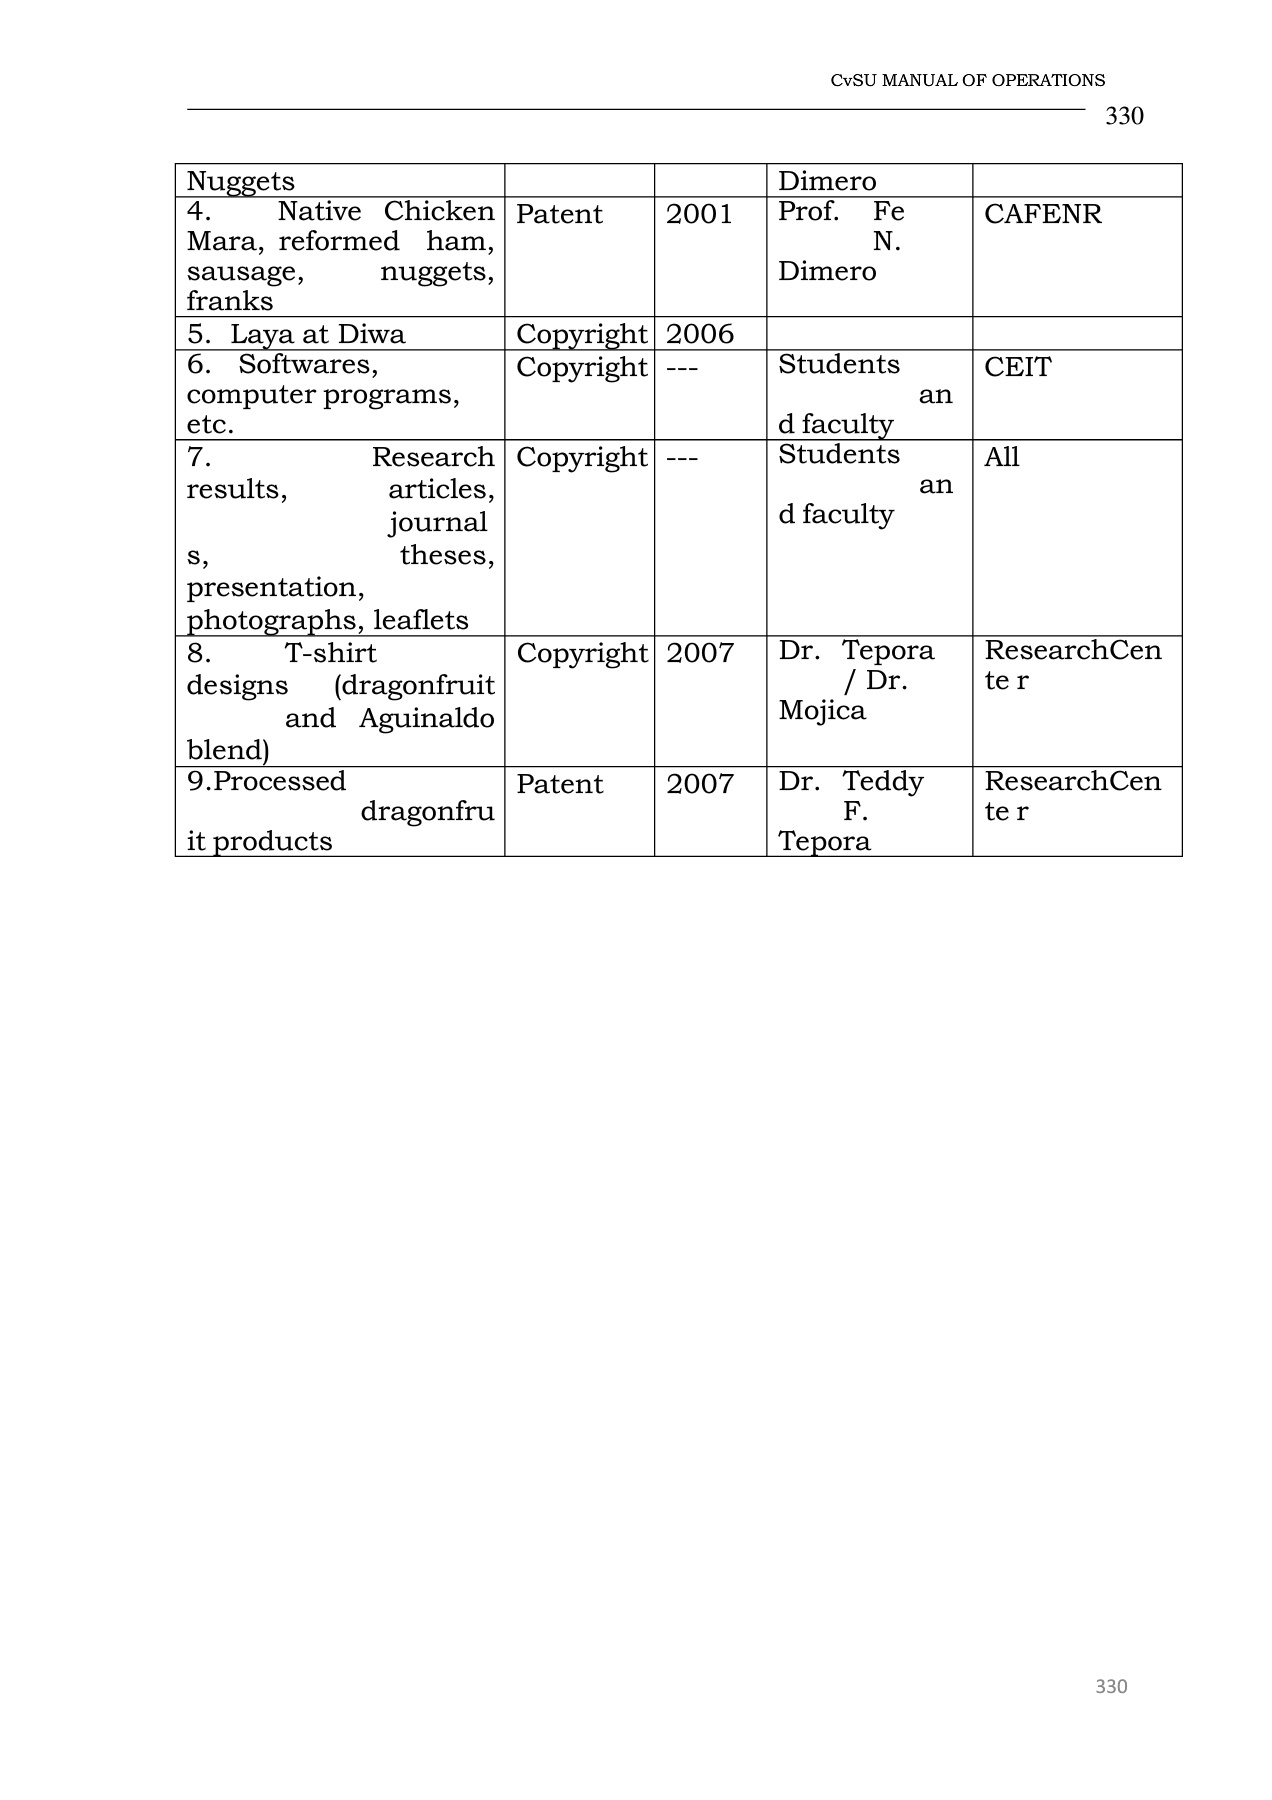 CvSU MANUAL OF OPERATIONS
330
Nuggets Dimero
4. Native Chicken
Mara, reformed ham,
sausage, nuggets,
franks
Patent
2001
Prof. Fe
N.
Dimero
CAFENR
5. Laya at Diwa
Copyright
2006
6. Softwares,
computer programs,
etc.
Copyright
---
Students
an
d faculty
CEIT
7. Research
results, articles,
journal
s, theses,
presentation,
photographs, leaflets
Copyright
---
Students
an
d faculty
All
8. T-shirt
designs (dragonfruit
and Aguinaldo
blend)
Copyright
2007
Dr. Tepora
/ Dr.
Mojica
ResearchCen
te r
9.Processed
dragonfru
it products
Patent
2007
Dr. Teddy
F.
Tepora
ResearchCen
te r
330